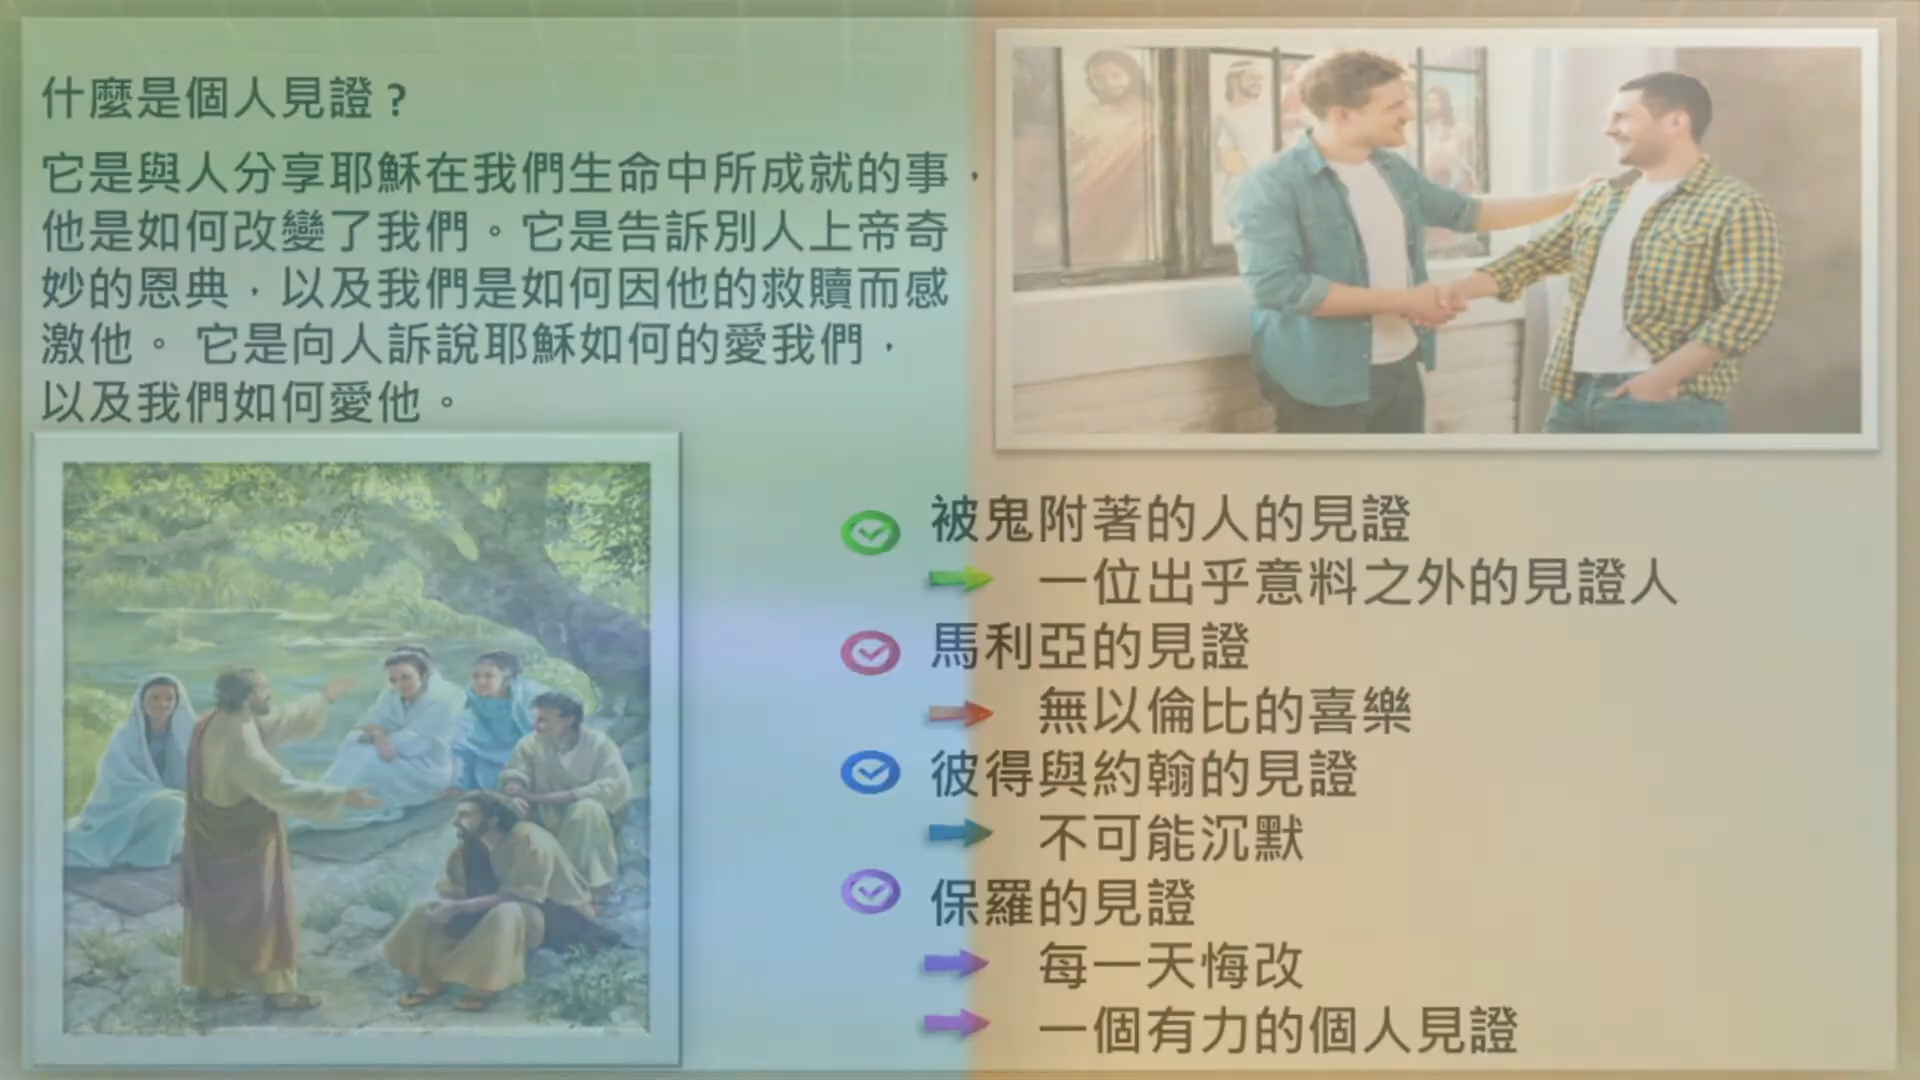 什麼是個人見證?
它是與人分享耶穌在我們生命中所成就的事，
他是如何改變了我們。它是告訴別人上帝奇
妙的恩典，以及我們是如何因他的救贖而感
激他。 它是向人訴說耶穌如何的愛我們，
以及我們如何愛他。
被鬼附著的人的見證
一位出乎意料之外的見證人
馬利亞的見證
無以倫比的喜樂
彼得與約翰的見證
不可能沉默
保羅的見證
每一天悔改
一個有力的個人見證